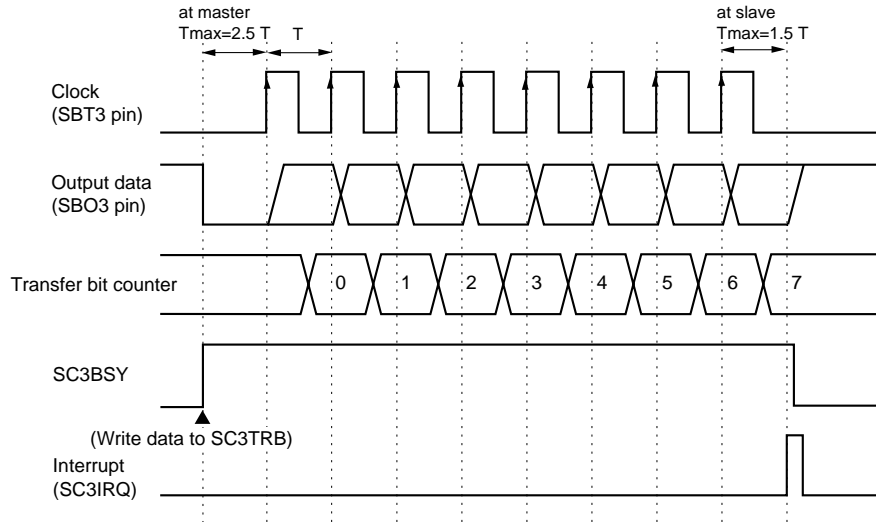 at master
Tmax=2.5 T
T
at slave
Tmax=1.5 T
Clock
(SBT3 pin)
Output data
(SBO3 pin)
Transfer bit counter
0 1 2 3 4 5 6 7
SC3BSY
(Write data to SC3TRB)
Interrupt
(SC3IRQ)